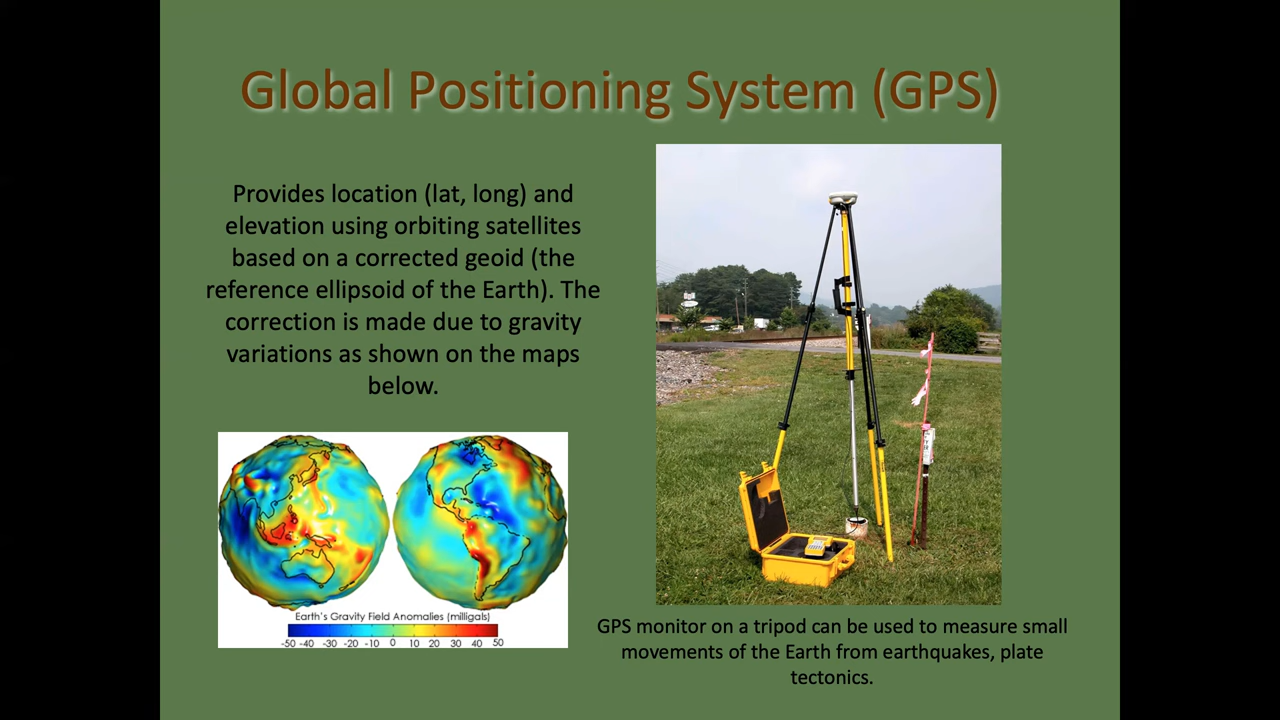 Global Positioning System (GPS)
Provides location (lat, long) and
elevation using orbiting satellites
based on a corrected geoid (the
reference ellipsoid of the Earth). The
correction is made due to gravity
variations as shown on the maps
below.
Earth's Gravity Field Anomalies (milligals)
-50 -40 -30 -20 -10 0 10 20 30 40 50
GPS monitor on a tripod can be used to measure small
movements of the Earth from earthquakes, plate
tectonics.